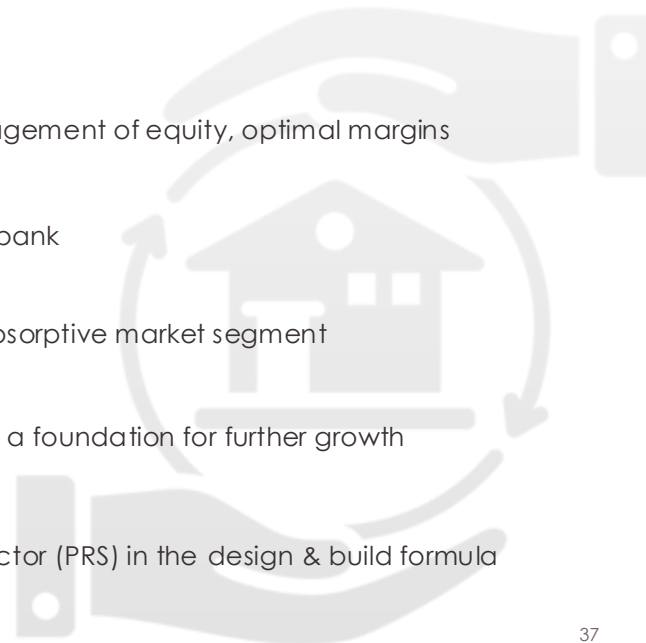 agement of equity, optimal margins
bank
bsorptive market segment
a foundation for further growth
ctor (PRS) in the design & build formula
37